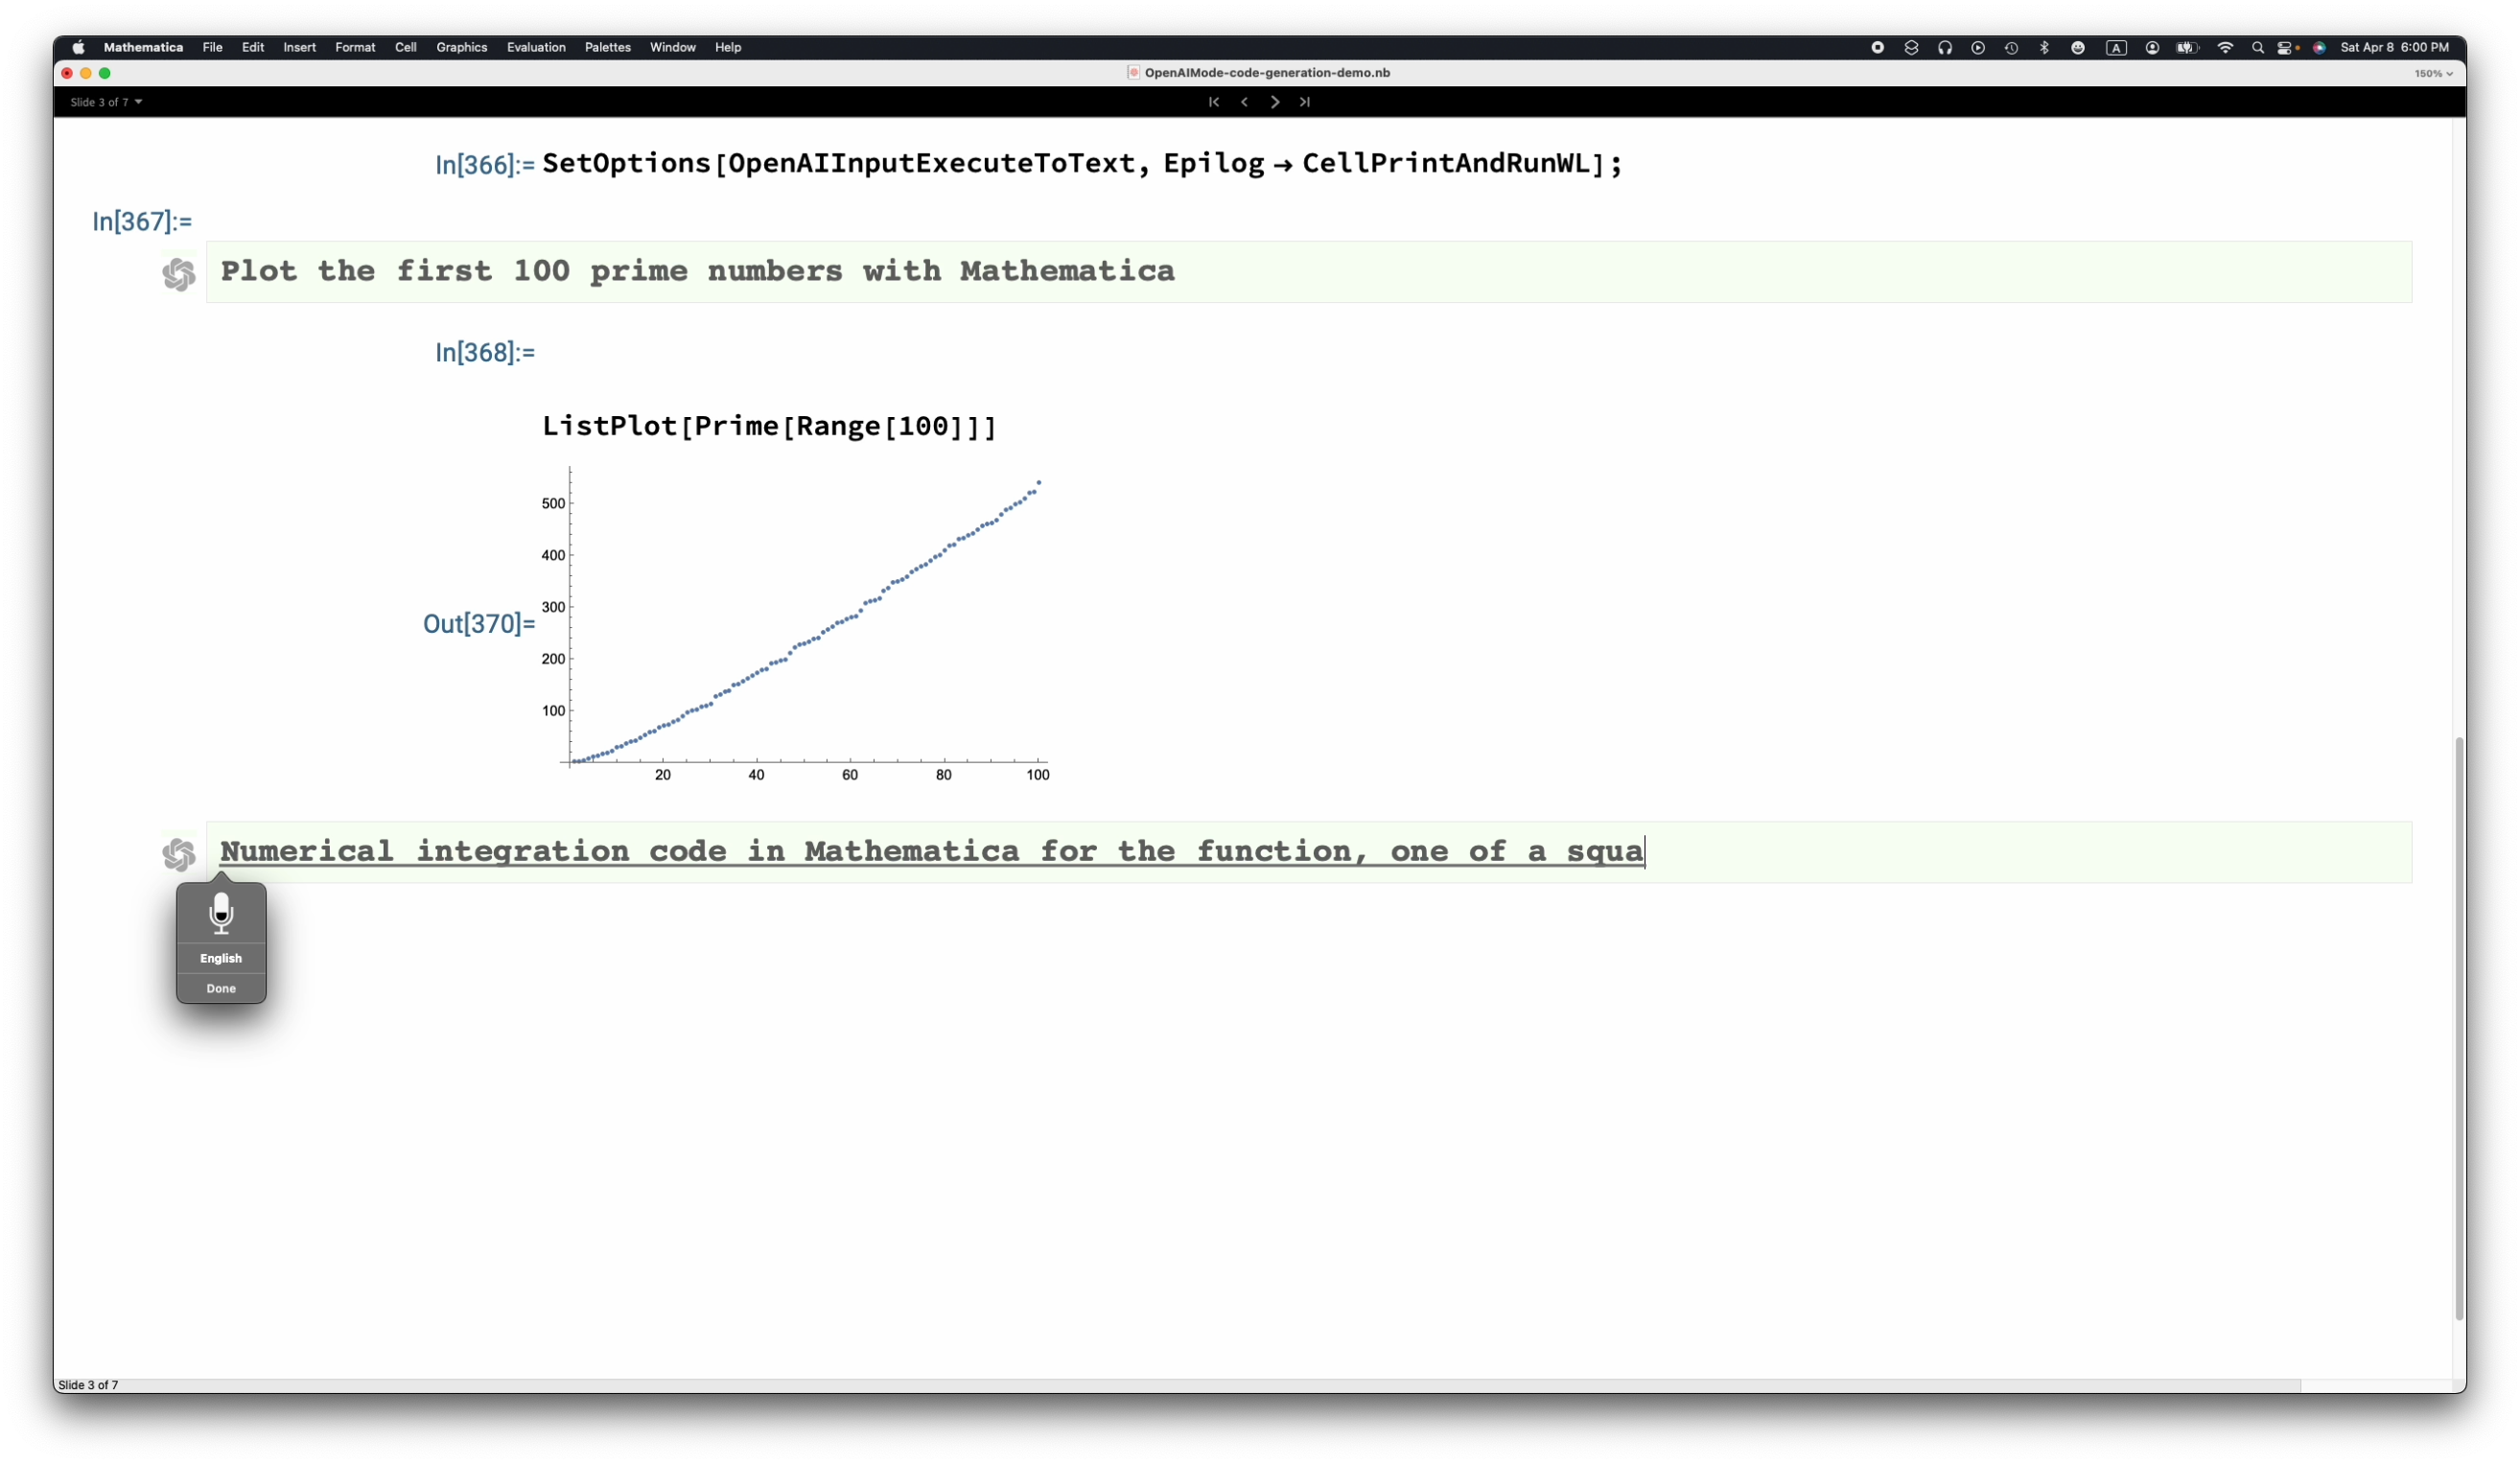 Mathematica File Edit Insert Format Cell Graphics Evaluation Palettes Window Help A Sat Apr 8 6:00 PM
OpenAIMode-code-generation-demo.nb 150%
Slide 3 of 7
In[366]:= SetOptions[OpenAIInputExecuteToText, Epilog → CellPrintAndRunWL];
In[367]:=
Plot the first 100 prime numbers with Mathematica
In[368]:=
ListPlot[Prime[Range[100]]]
500
400
300
Out[370]=
200
100
20 40 60 80 100
Numerical integration code in Mathematica for the function, one of a squa
English
Done
Slide 3 of 7